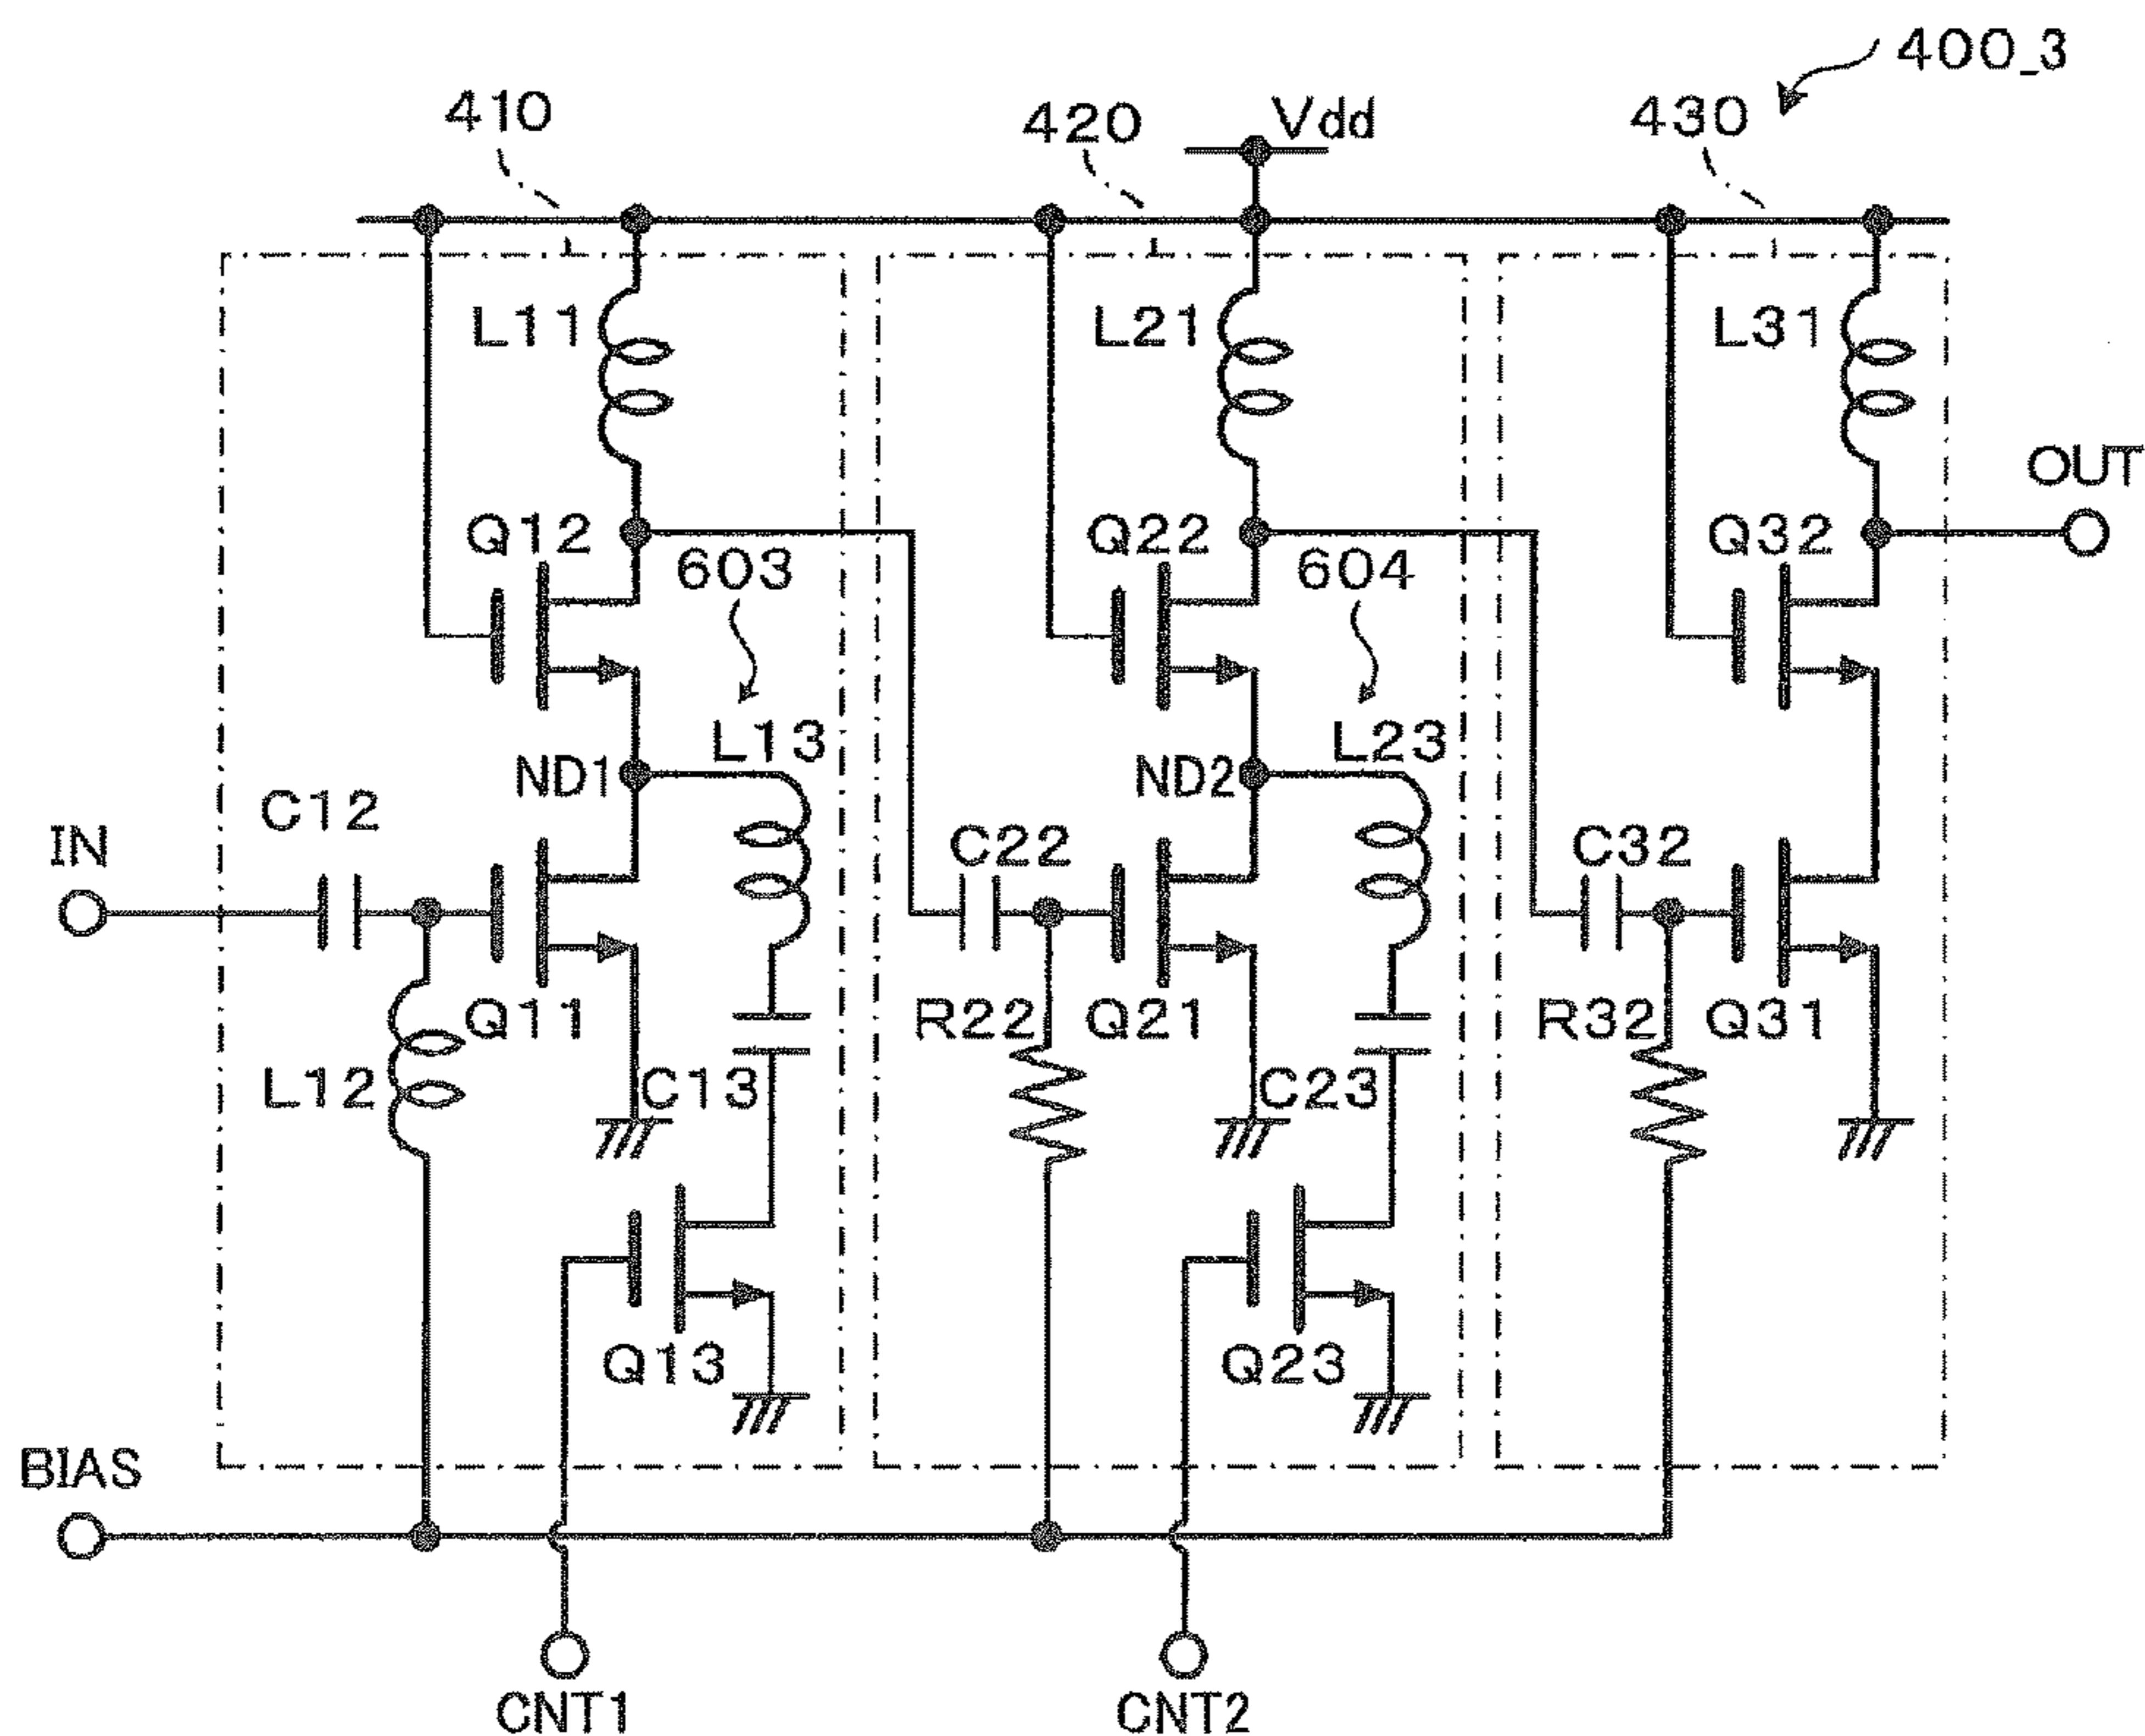 400_3
410
420
Vdd
430
L11
L21
L31
OUT
Q12
603
Q22
604
Q32
L13
L23
ND1
ND2
C12
IN
C22
C32
Q11
R22
Q21
R32
Q31
L12
C13
C23
Q13
Q23
BIAS
CNT1
CNT2